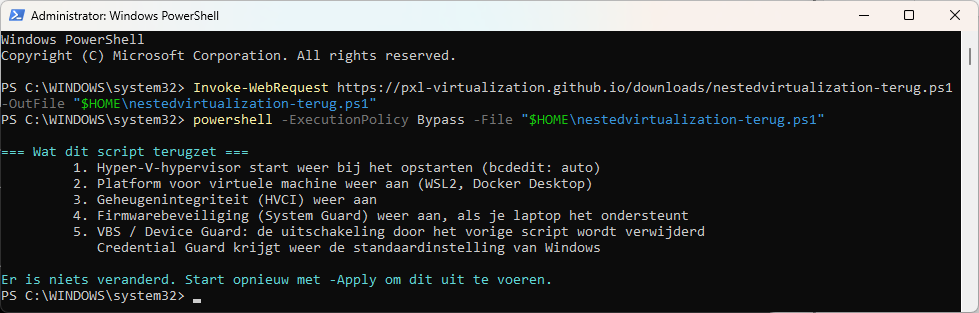 Administrator: Windows PowerShell
Windows PowerShell
Copyright (C) Microsoft Corporation. All rights reserved.
PS C:\WINDOWS\system32> Invoke-WebRequest https://pxl-virtualization.github.io/downloads/nestedvirtualization-terug.ps1
-OutFile "$HOME\nestedvirtualization-terug.ps1"
PS C:\WINDOWS\system32> powershell -ExecutionPolicy Bypass -File "$HOME\nestedvirtualization-terug.ps1"
=== Wat dit script terugzet ===
1. Hyper-V-hypervisor start weer bij het opstarten (bcdedit: auto)
2. Platform voor virtuele machine weer aan (WSL2, Docker Desktop)
3. Geheugenintegriteit (HVCI) weer aan
4. Firmwarebeveiliging (System Guard) weer aan, als je laptop het ondersteunt
5. VBS / Device Guard: de uitschakeling door het vorige script wordt verwijderd
Credential Guard krijgt weer de standaardinstelling van Windows
Er is niets veranderd. Start opnieuw met -Apply om dit uit te voeren.
PS C:\WINDOWS\system32>